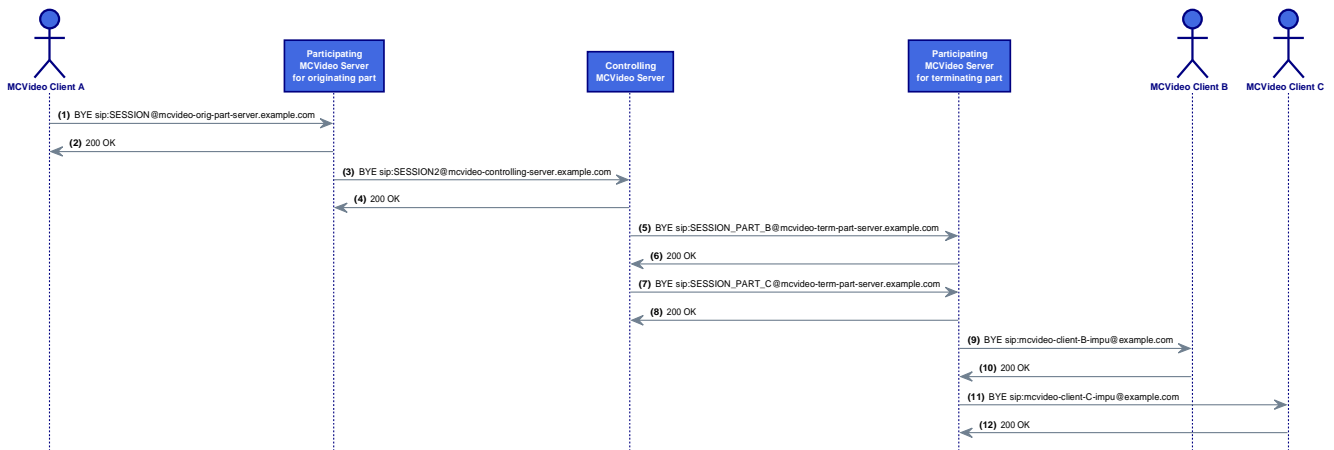 Participating
MCVideo Server
for originating part
Controlling
MCVideo Server
Participating
MCVideo Server
for terminating part
MCVideo Client A
MCVideo Client B
MCVideo Client C
(1) BYE sip:SESSION@mcvideo-orig-part-server.example.com
(2) 200 OK
(3) BYE sip:SESSION2@mcvideo-controlling-server.example.com
(4) 200 OK
(5) BYE sip:SESSION_PART_B@mcvideo-term-part-server.example.com
(6) 200 OK
(7) BYE sip:SESSION_PART_C@mcvideo-term-part-server.example.com
(8) 200 OK
(9) BYE sip:mcvideo-client-B-impu@example.com
(10) 200 OK
(11) BYE sip:mcvideo-client-C-impu@example.com
(12) 200 OK